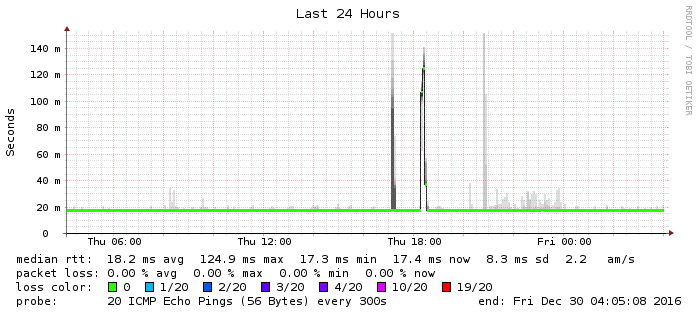 Last 24 Hours
RRDTOOL / TOBI OETIKER
Seconds
140 m
120 m
100 m
80 m
60 m
40 m
20 m
0
Thu 06:00 Thu 12:00 Thu 18:00 Fri 00:00
median rtt: 18.2 ms avg 124.9 ms max 17.3 ms min 17.4 ms now 8.3 ms sd 2.2 am/s
packet loss: 0.00 % avg 0.00 % max 0.00 % min 0.00 % now
loss color: 0 1/20 2/20 3/20 4/20 10/20 19/20
probe: 20 ICMP Echo Pings (56 Bytes) every 300s end: Fri Dec 30 04:05:08 2016